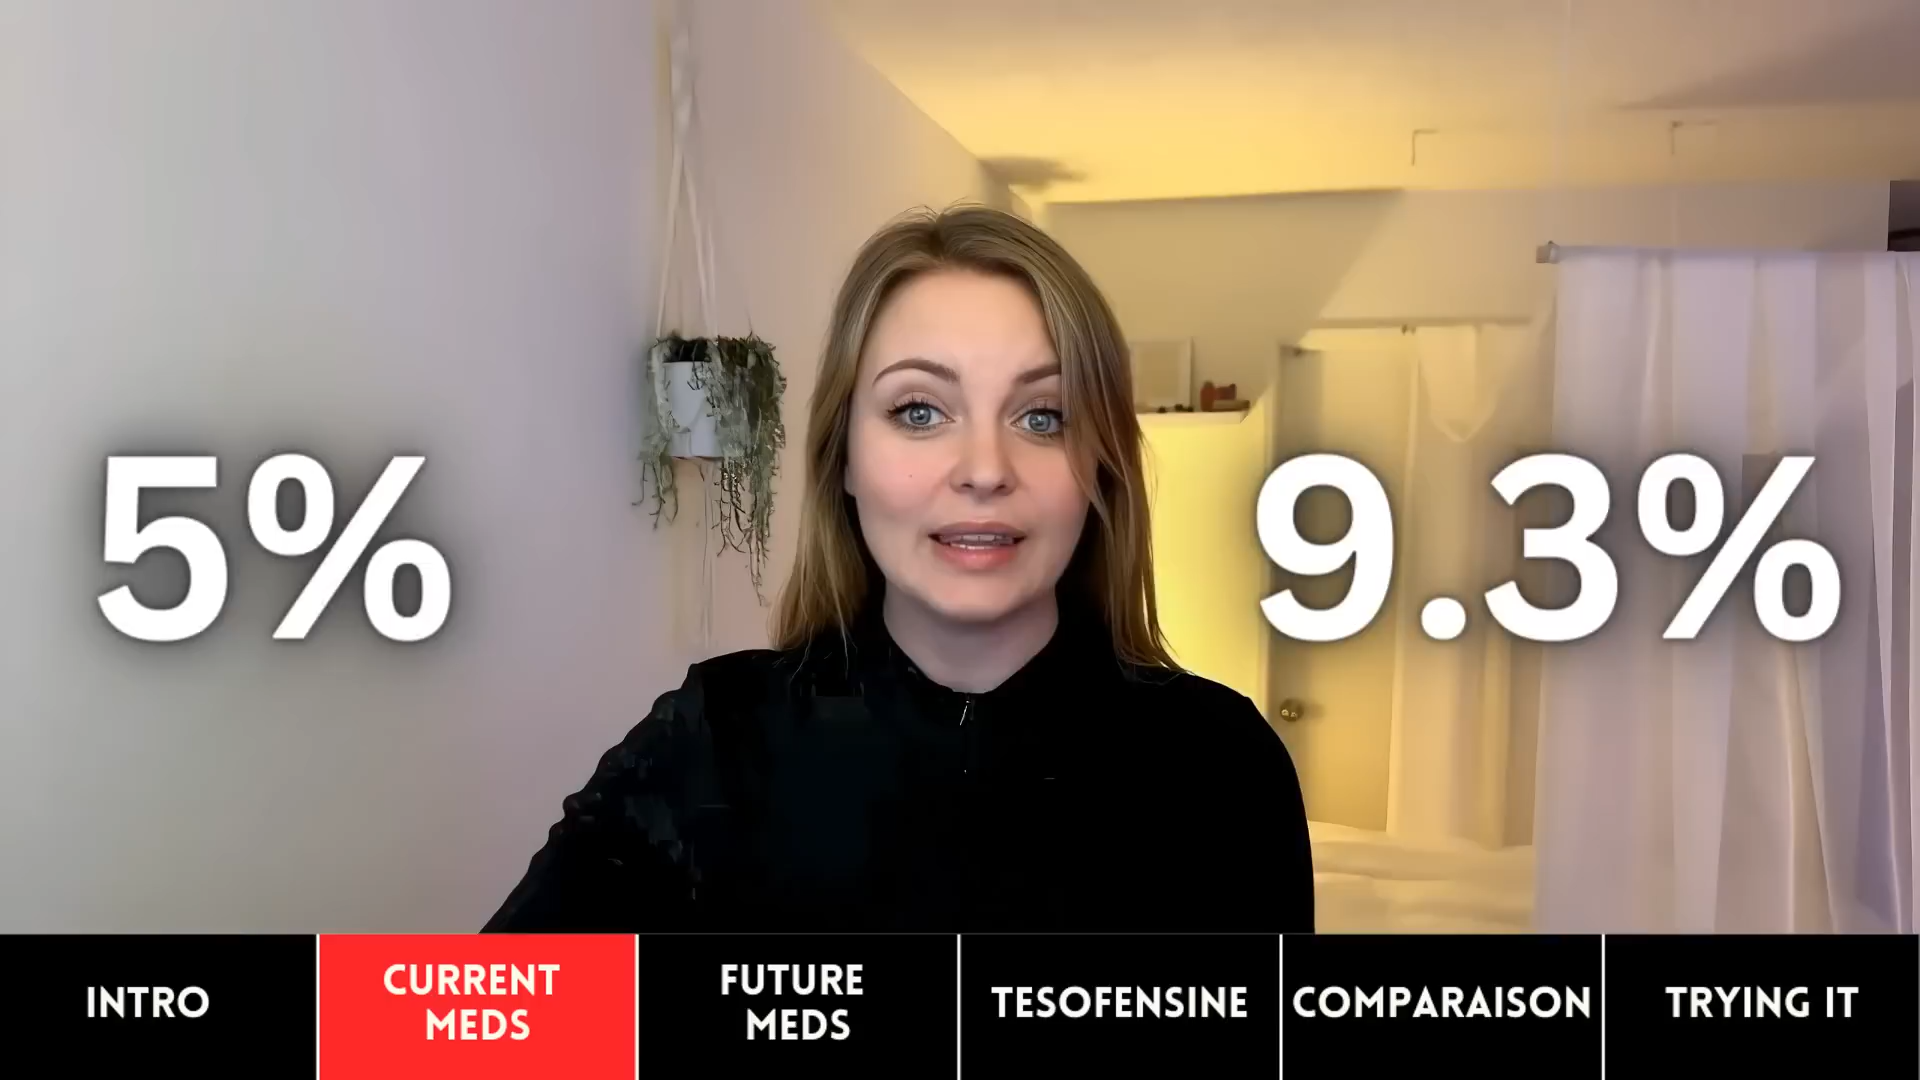 5%
9.3%
INTRO
CURRENT
MEDS
FUTURE
MEDS
TESOFENSINE
COMPARAISON
TRYING IT